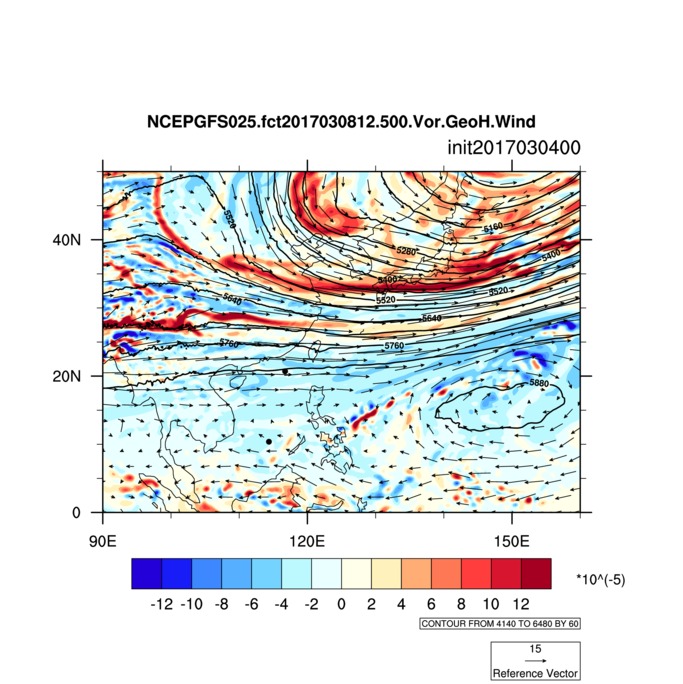 NCEPGFS025.fct2017030812.500.Vor.GeoH.Wind
init2017030400
5520
5160
5280
5400
5400
5520
5520
5640
5640
5760
5760
5880
40N
20N
0
90E 120E 150E
-12 -10 -8 -6 -4 -2 0 2 4 6 8 10 12
*10^(-5)
CONTOUR FROM 4140 TO 6480 BY 60
15
Reference Vector